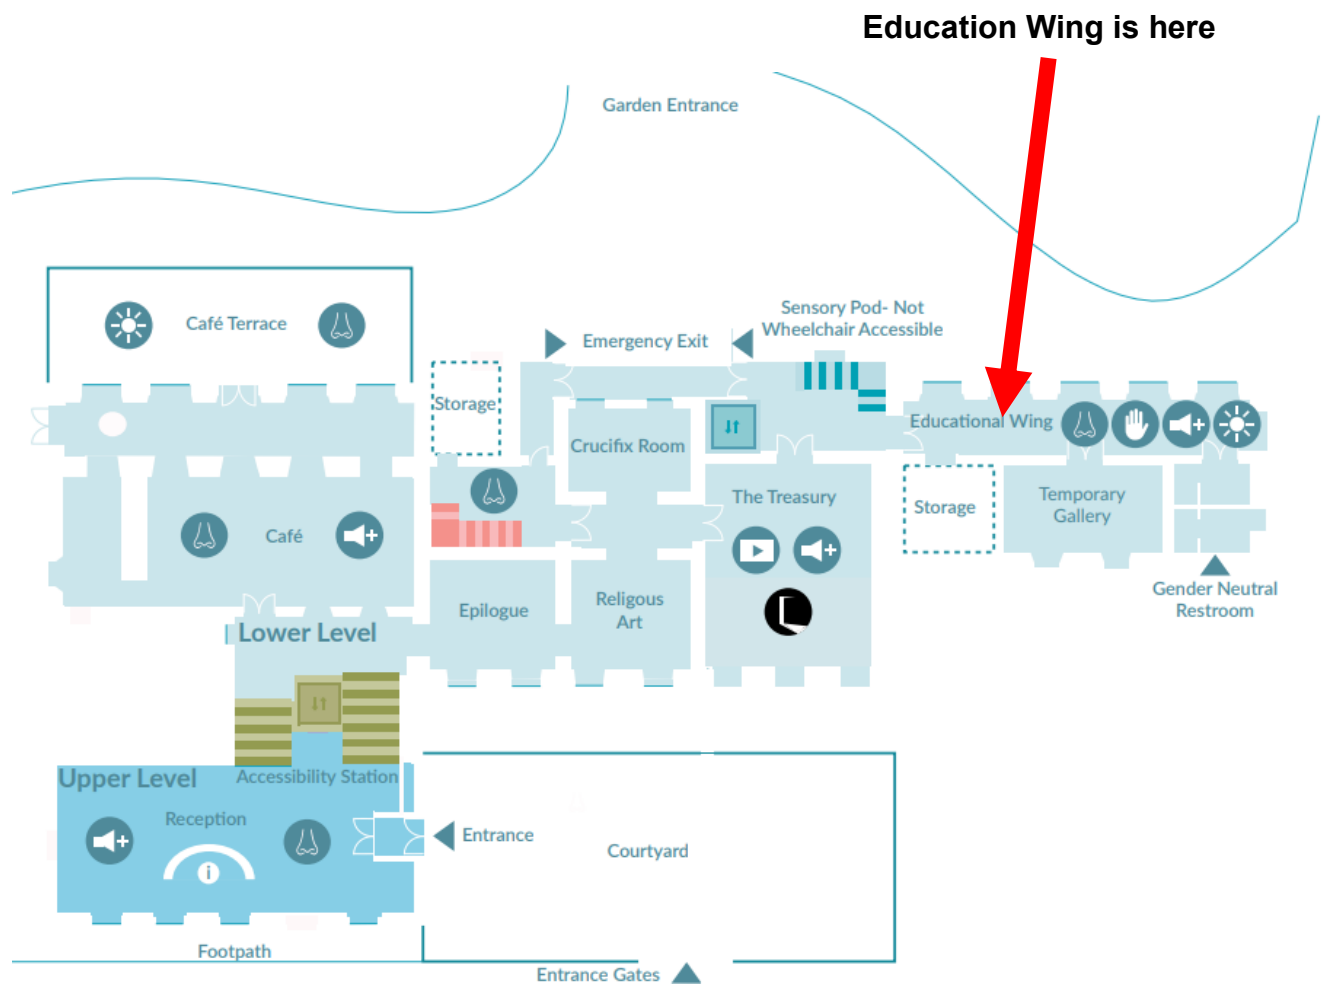 Education Wing is here
Garden Entrance
Sensory Pod- Not
Wheelchair Accessible
Café Terrace
Emergency Exit
Storage
Educational Wing
Crucifix Room
The Treasury
Temporary
Gallery
Storage
Café
Gender Neutral
Restroom
Epilogue
Religous
Art
Lower Level
Upper Level
Accessibility Station
Reception
i
Entrance
Courtyard
Footpath
Entrance Gates